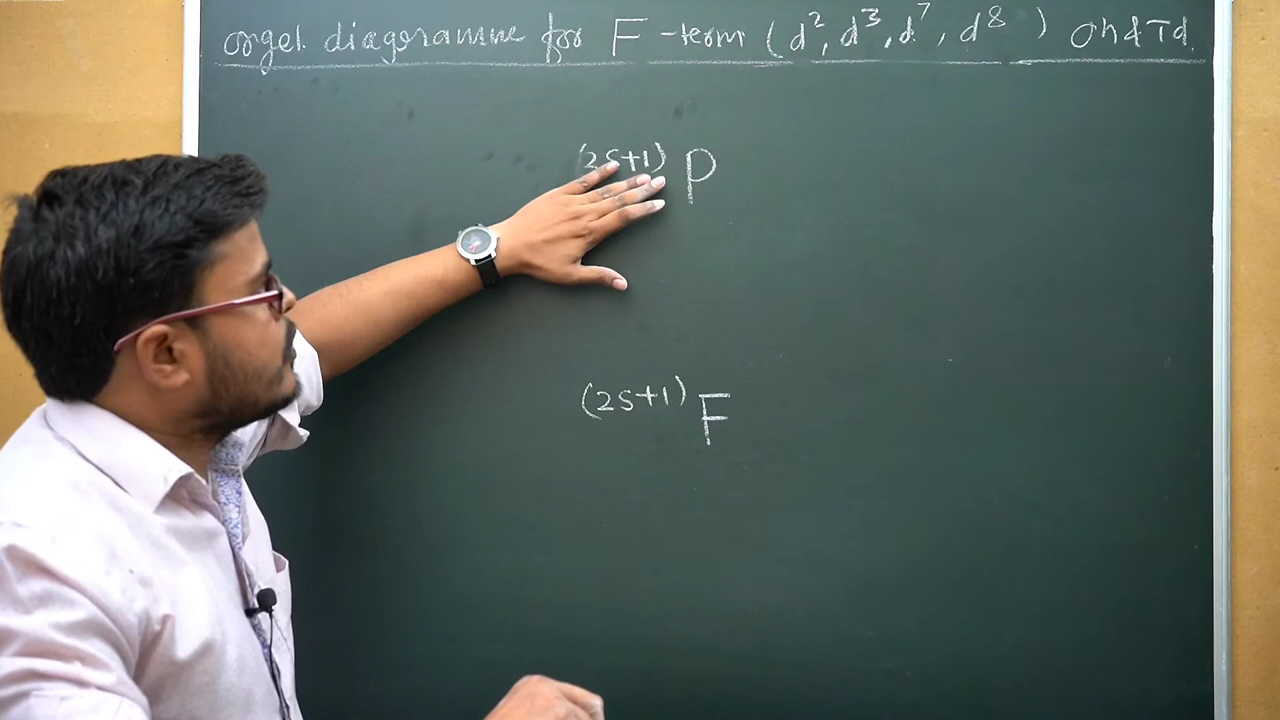 orgel diagramme for F-term (d², d³, d⁷, d⁸) Oh & Td
(2S+1) P
(2S+1) F